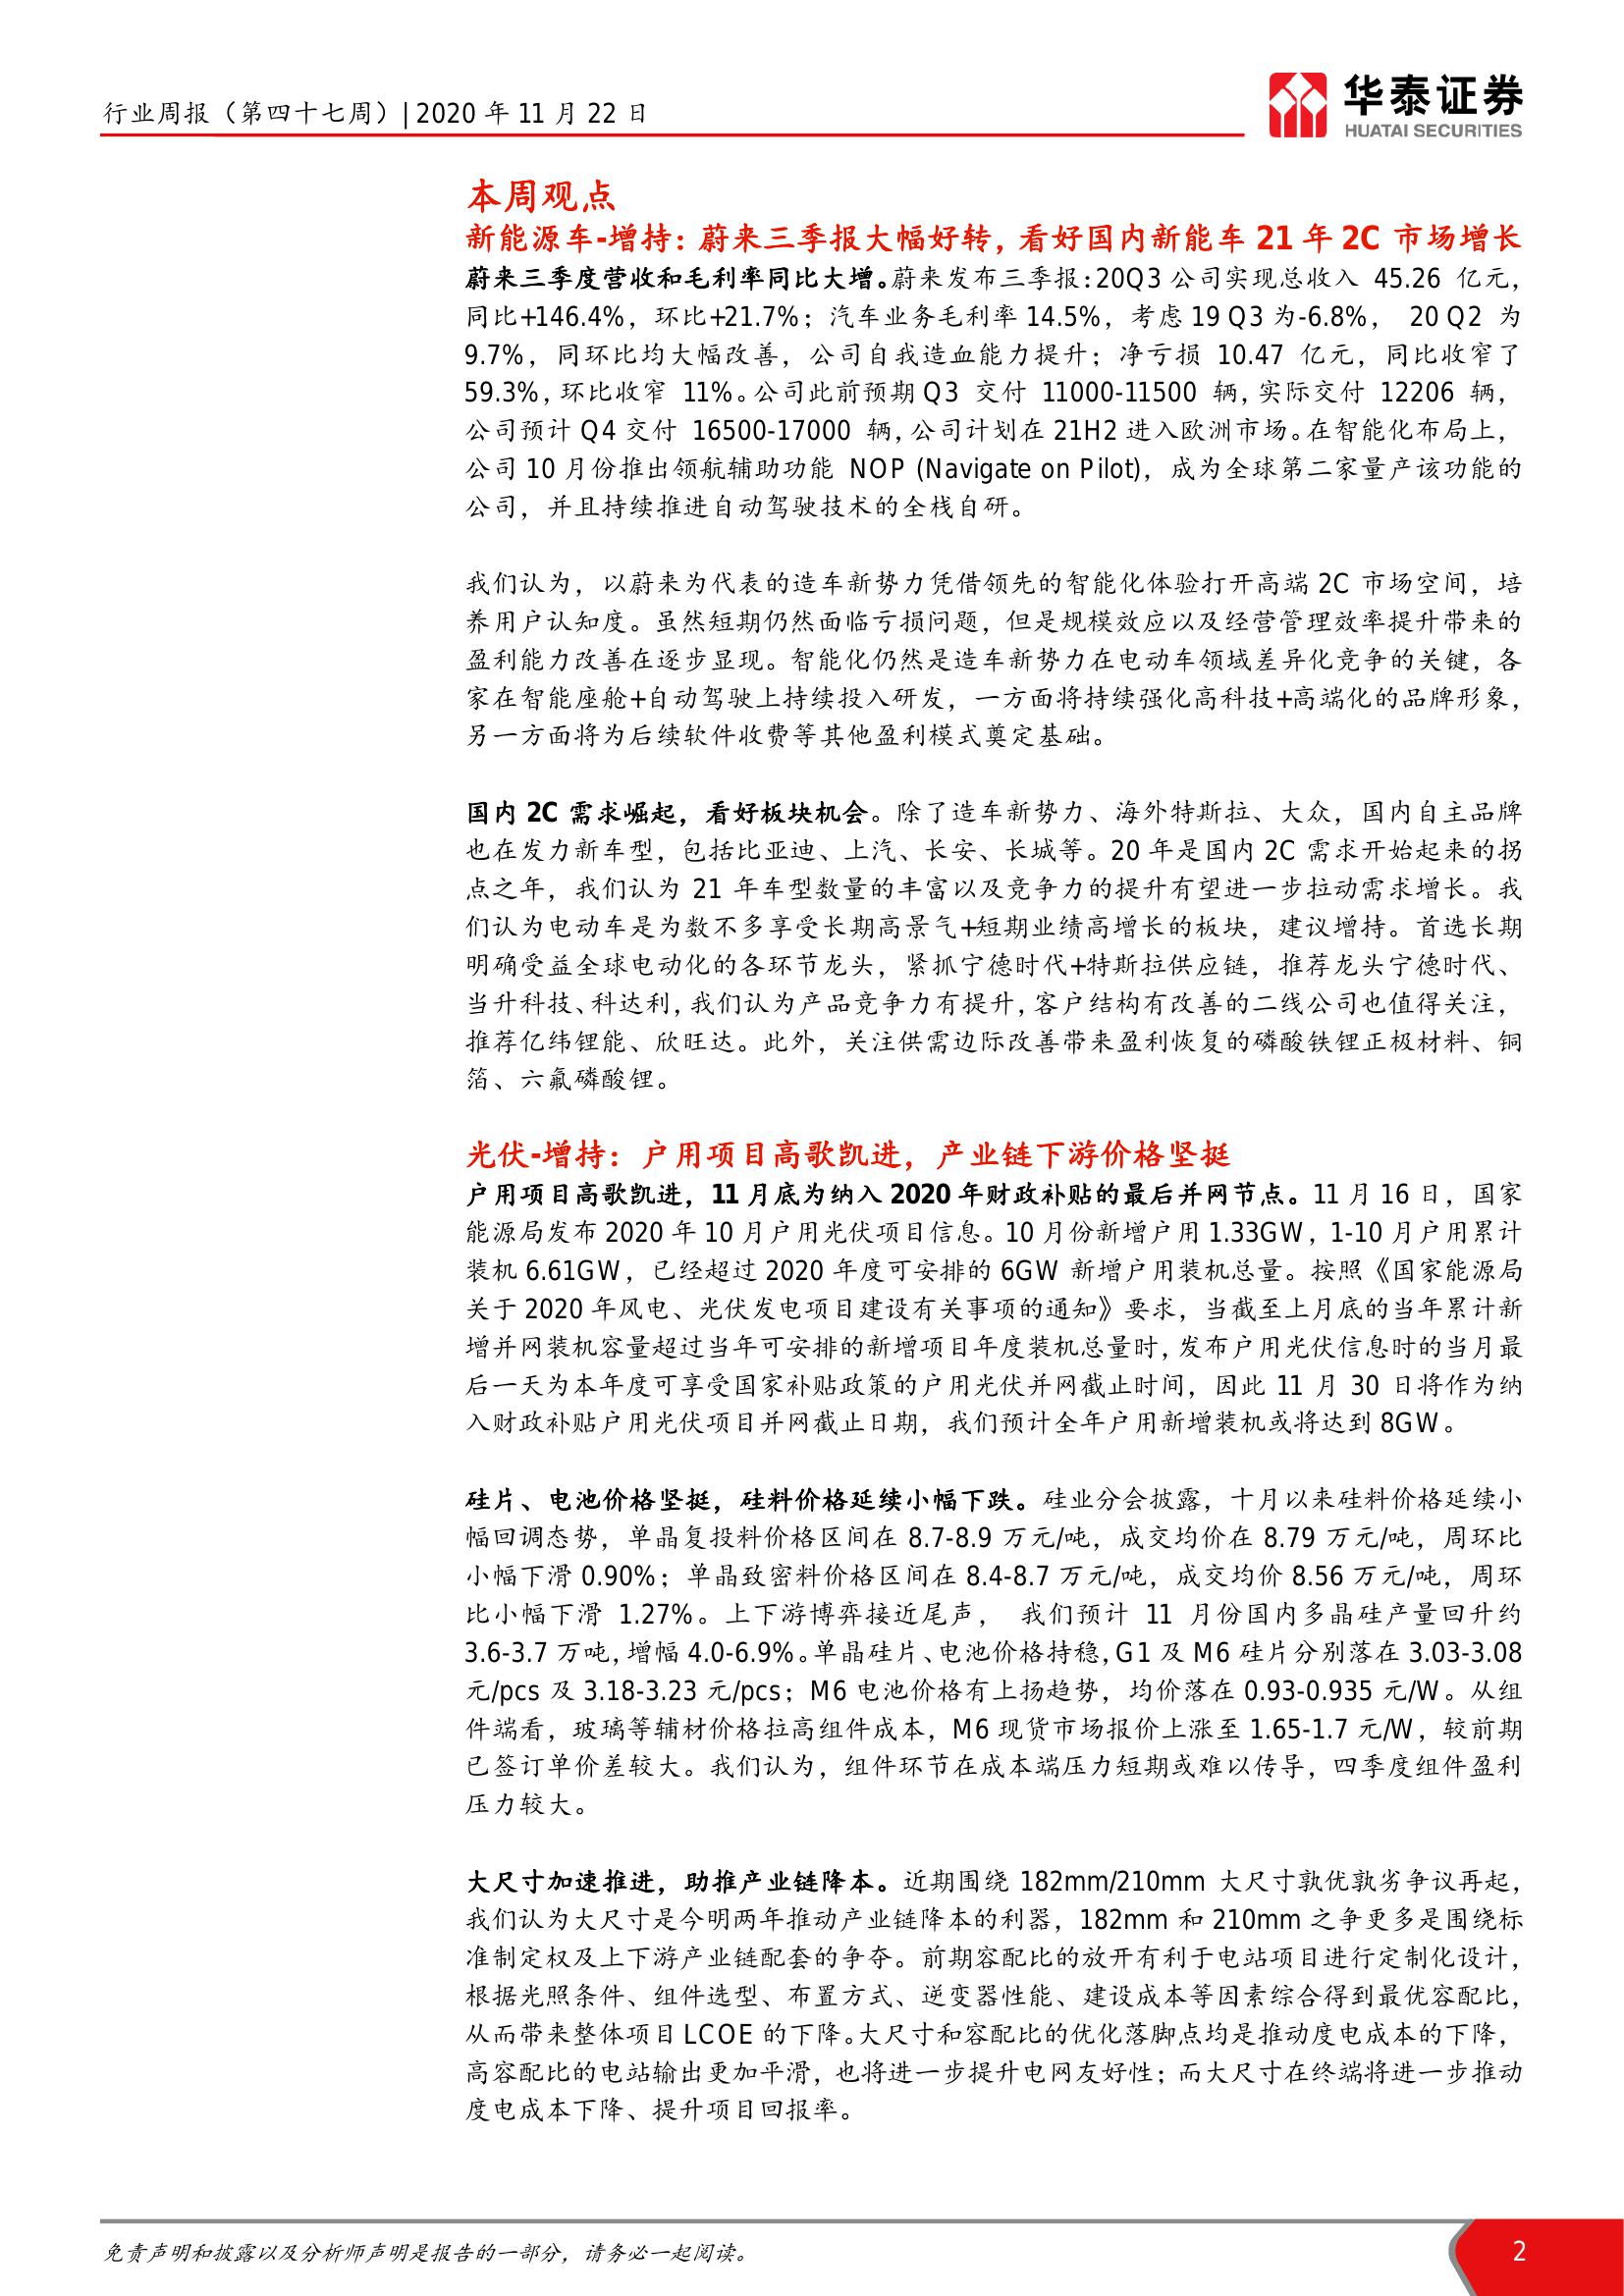 行业周报（第四十七周）| 2020 年 11 月 22 日
华泰证券
HUATAI SECURITIES
本周观点
新能源车-增持：蔚来三季报大幅好转，看好国内新能车 21 年 2C 市场增长
蔚来三季度营收和毛利率同比大增。蔚来发布三季报：20Q3 公司实现总收入 45.26 亿元，
同比+146.4%，环比+21.7%；汽车业务毛利率 14.5%，考虑 19 Q3 为-6.8%， 20 Q2 为
9.7%，同环比均大幅改善，公司自我造血能力提升；净亏损 10.47 亿元，同比收窄了
59.3%，环比收窄 11%。公司此前预期 Q3 交付 11000-11500 辆，实际交付 12206 辆，
公司预计 Q4 交付 16500-17000 辆，公司计划在 21H2 进入欧洲市场。在智能化布局上，
公司 10 月份推出领航辅助功能 NOP (Navigate on Pilot)，成为全球第二家量产该功能的
公司，并且持续推进自动驾驶技术的全栈自研。
我们认为，以蔚来为代表的造车新势力凭借领先的智能化体验打开高端 2C 市场空间，培
养用户认知度。虽然短期仍然面临亏损问题，但是规模效应以及经营管理效率提升带来的
盈利能力改善在逐步显现。智能化仍然是造车新势力在电动车领域差异化竞争的关键，各
家在智能座舱+自动驾驶上持续投入研发，一方面将持续强化高科技+高端化的品牌形象，
另一方面将为后续软件收费等其他盈利模式奠定基础。
国内 2C 需求崛起，看好板块机会。除了造车新势力、海外特斯拉、大众，国内自主品牌
也在发力新车型，包括比亚迪、上汽、长安、长城等。20 年是国内 2C 需求开始起来的拐
点之年，我们认为 21 年车型数量的丰富以及竞争力的提升有望进一步拉动需求增长。我
们认为电动车是为数不多享受长期高景气+短期业绩高增长的板块，建议增持。首选长期
明确受益全球电动化的各环节龙头，紧抓宁德时代+特斯拉供应链，推荐龙头宁德时代、
当升科技、科达利，我们认为产品竞争力有提升，客户结构有改善的二线公司也值得关注，
推荐亿纬锂能、欣旺达。此外，关注供需边际改善带来盈利恢复的磷酸铁锂正极材料、铜
箔、六氟磷酸锂。
光伏-增持：户用项目高歌凯进，产业链下游价格坚挺
户用项目高歌凯进，11 月底为纳入 2020 年财政补贴的最后并网节点。11 月 16 日，国家
能源局发布 2020 年 10 月户用光伏项目信息。10 月份新增户用 1.33GW，1-10 月户用累计
装机 6.61GW，已经超过 2020 年度可安排的 6GW 新增户用装机总量。按照《国家能源局
关于 2020 年风电、光伏发电项目建设有关事项的通知》要求，当截至上月底的当年累计新
增并网装机容量超过当年可安排的新增项目年度装机总量时，发布户用光伏信息时的当月最
后一天为本年度可享受国家补贴政策的户用光伏并网截止时间，因此 11 月 30 日将作为纳
入财政补贴户用光伏项目并网截止日期，我们预计全年户用新增装机或将达到 8GW。
硅片、电池价格坚挺，硅料价格延续小幅下跌。硅业分会披露，十月以来硅料价格延续小
幅回调态势，单晶复投料价格区间在 8.7-8.9 万元/吨，成交均价在 8.79 万元/吨，周环比
小幅下滑 0.90%；单晶致密料价格区间在 8.4-8.7 万元/吨，成交均价 8.56 万元/吨，周环
比小幅下滑 1.27%。上下游博弈接近尾声， 我们预计 11 月份国内多晶硅产量回升约
3.6-3.7 万吨，增幅 4.0-6.9%。单晶硅片、电池价格持稳，G1 及 M6 硅片分别落在 3.03-3.08
元/pcs 及 3.18-3.23 元/pcs；M6 电池价格有上扬趋势，均价落在 0.93-0.935 元/W。从组
件端看，玻璃等辅材价格拉高组件成本，M6 现货市场报价上涨至 1.65-1.7 元/W，较前期
已签订单价差较大。我们认为，组件环节在成本端压力短期或难以传导，四季度组件盈利
压力较大。
大尺寸加速推进，助推产业链降本。近期围绕 182mm/210mm 大尺寸孰优孰劣争议再起，
我们认为大尺寸是今明两年推动产业链降本的利器，182mm 和 210mm 之争更多是围绕标
准制定权及上下游产业链配套的争夺。前期容配比的放开有利于电站项目进行定制化设计，
根据光照条件、组件选型、布置方式、逆变器性能、建设成本等因素综合得到最优容配比，
从而带来整体项目 LCOE 的下降。大尺寸和容配比的优化落脚点均是推动度电成本的下降，
高容配比的电站输出更加平滑，也将进一步提升电网友好性；而大尺寸在终端将进一步推动
度电成本下降、提升项目回报率。
免责声明和披露以及分析师声明是报告的一部分，请务必一起阅读。
2